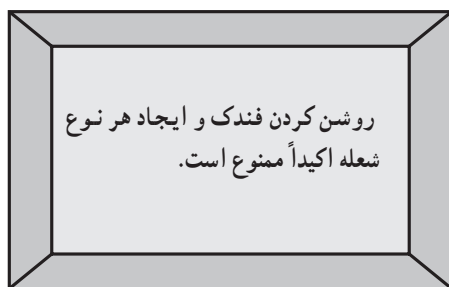 روشن کردن فندک و ایجاد هر نوع
شعله اکیداً ممنوع است.